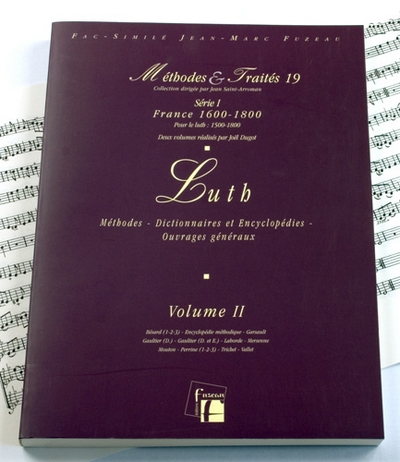 Fac-Similé Jean-Marc Fuzeau
Méthodes & Traités 19
Collection dirigée par Jean Saint-Arroman
Série I
France 1600-1800
Pour le luth : 1500-1800
Deux volumes réalisés par Joël Dugot
Luth
Méthodes - Dictionnaires et Encyclopédies -
Ouvrages généraux
Volume II
Bésard (1-2-3) - Encyclopédie méthodique - Garsault
Gaultier (D.) - Gaultier (D. et E.) - Laborde - Mersenne
Mouton - Perrine (1-2-3) - Trichet - Vallet
fuzeau